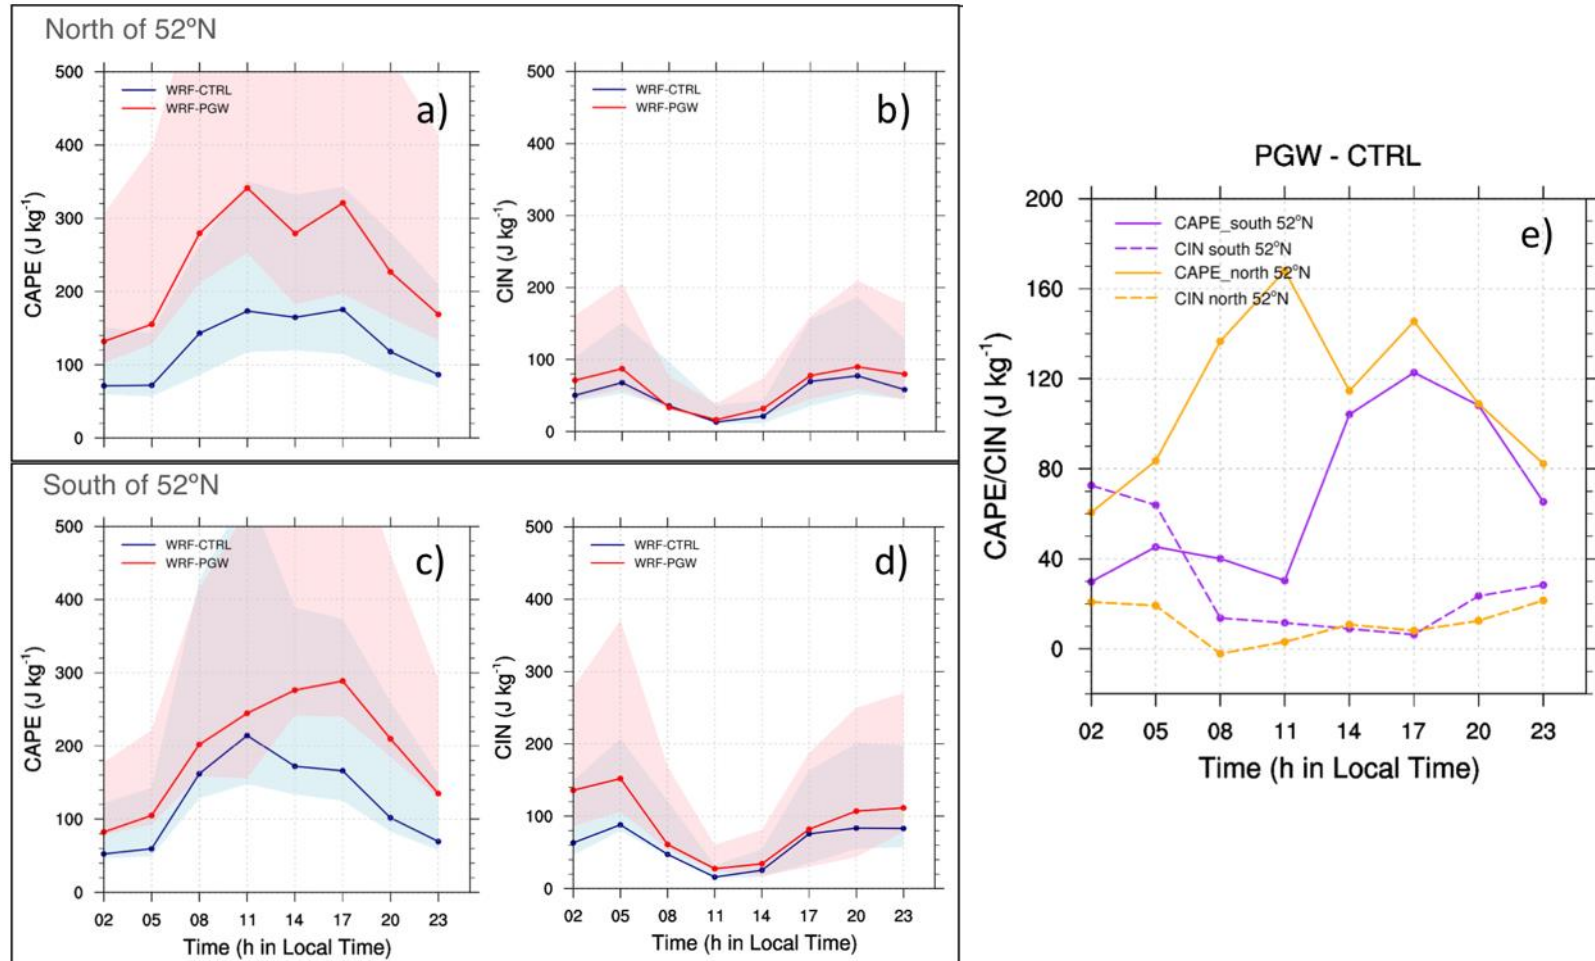 North of 52ºN
500
400
300
200
100
0
CAPE (J kg⁻¹)
WRF-CTRL
WRF-PGW
a)
500
400
300
200
100
0
CIN (J kg⁻¹)
WRF-CTRL
WRF-PGW
b)
South of 52ºN
500
400
300
200
100
0
CAPE (J kg⁻¹)
WRF-CTRL
WRF-PGW
c)
02 05 08 11 14 17 20 23
Time (h in Local Time)
500
400
300
200
100
0
CIN (J kg⁻¹)
WRF-CTRL
WRF-PGW
d)
02 05 08 11 14 17 20 23
Time (h in Local Time)
PGW - CTRL
200
160
120
80
40
0
CAPE/CIN (J kg⁻¹)
CAPE_south 52ºN
CIN south 52ºN
CAPE_north 52ºN
CIN north 52ºN
e)
02 05 08 11 14 17 20 23
Time (h in Local Time)